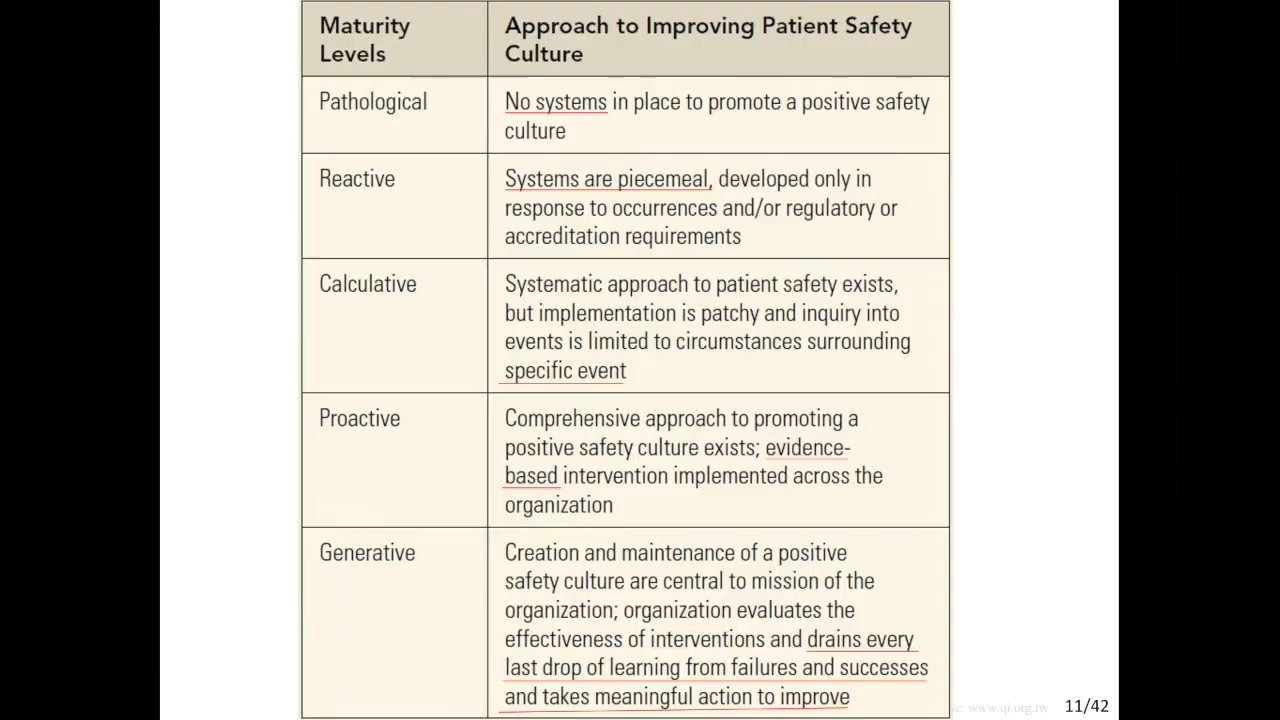 Maturity
Levels
Approach to Improving Patient Safety
Culture
Pathological
No systems in place to promote a positive safety
culture
Reactive
Systems are piecemeal, developed only in
response to occurrences and/or regulatory or
accreditation requirements
Calculative
Systematic approach to patient safety exists,
but implementation is patchy and inquiry into
events is limited to circumstances surrounding
specific event
Proactive
Comprehensive approach to promoting a
positive safety culture exists; evidence-
based intervention implemented across the
organization
Generative
Creation and maintenance of a positive
safety culture are central to mission of the
organization; organization evaluates the
effectiveness of interventions and drains every
last drop of learning from failures and successes
and takes meaningful action to improve
www.qi.org.tw
11/42